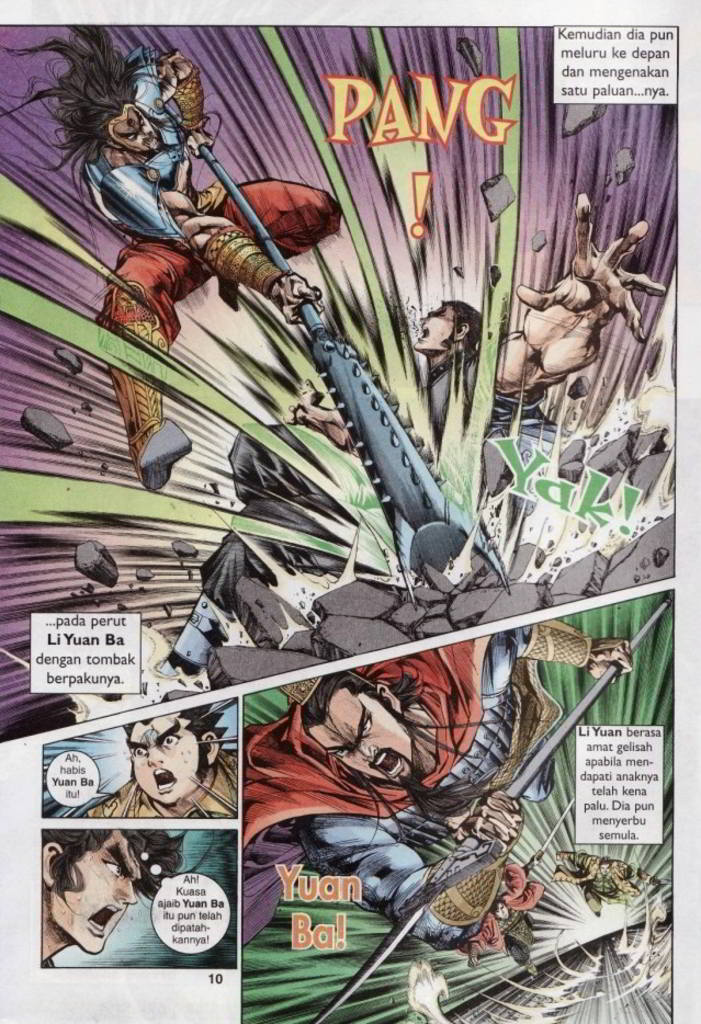 Kemudian dia pun
meluru ke depan
dan mengenakan
satu paluan...nya.
PANG
!
Yak!
...pada perut
Li Yuan Ba
dengan tombak
berpakunya.
Ah,
habis
Yuan Ba
itu!
Ah!
Kuasa
ajaib Yuan Ba
itu pun telah
dipatah-
kannya!
Li Yuan berasa
amat gelisah
apabila men-
dapati anaknya
telah kena
palu. Dia pun
menyerbu
semula.
Yuan
Ba!
10